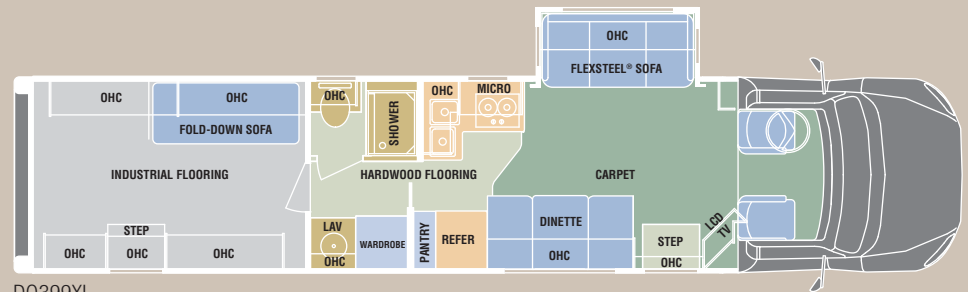 OHC
FLEXSTEEL® SOFA
OHC
OHC
FOLD-DOWN SOFA
OHC
SHOWER
OHC
MICRO
INDUSTRIAL FLOORING
HARDWOOD FLOORING
CARPET
STEP
OHC
OHC
OHC
LAV
OHC
WARDROBE
PANTRY
REFER
DINETTE
OHC
STEP
OHC
LCD
TV